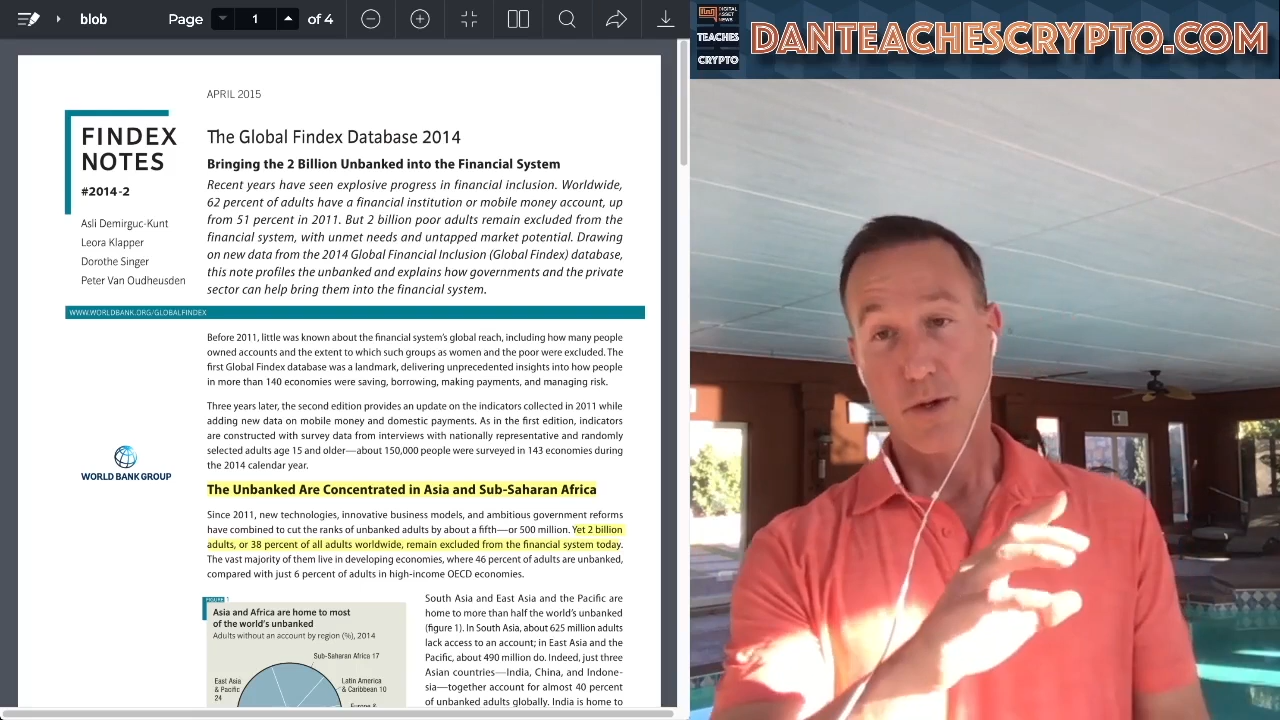 Page
1
of 4
DIGITAL
ASSET
NEWS
TEACHES
CRYPTO
DANTEACHESCRYPTO.COM
APRIL 2015
FINDEX
NOTES
#2014-2
Asli Demirguc-Kunt
Leora Klapper
Dorothe Singer
Peter Van Oudheusden
The Global Findex Database 2014
Bringing the 2 Billion Unbanked into the Financial System
Recent years have seen explosive progress in financial inclusion. Worldwide,
62 percent of adults have a financial institution or mobile money account, up
from 51 percent in 2011. But 2 billion poor adults remain excluded from the
financial system, with unmet needs and untapped market potential. Drawing
on new data from the 2014 Global Financial Inclusion (Global Findex) database,
this note profiles the unbanked and explains how governments and the private
sector can help bring them into the financial system.
WWW.WORLDBANK.ORG/GLOBALFINDEX
Before 2011, little was known about the financial system's global reach, including how many people
owned accounts and the extent to which such groups as women and the poor were excluded. The
first Global Findex database was a landmark, delivering unprecedented insights into how people
in more than 140 economies were saving, borrowing, making payments, and managing risk.
Three years later, the second edition provides an update on the indicators collected in 2011 while
adding new data on mobile money and domestic payments. As in the first edition, indicators
are constructed with survey data from interviews with nationally representative and randomly
selected adults age 15 and older—about 150,000 people were surveyed in 143 economies during
the 2014 calendar year.
WORLD BANK GROUP
The Unbanked Are Concentrated in Asia and Sub-Saharan Africa
Since 2011, new technologies, innovative business models, and ambitious government reforms
have combined to cut the ranks of unbanked adults by about a fifth—or 500 million. Yet 2 billion
adults, or 38 percent of all adults worldwide, remain excluded from the financial system today.
The vast majority of them live in developing economies, where 46 percent of adults are unbanked,
compared with just 6 percent of adults in high-income OECD economies.
FIGURE 1
Asia and Africa are home to most
of the world's unbanked
Adults without an account by region (%), 2014
Sub-Saharan Africa 17
East Asia
& Pacific
24
Latin America
& Caribbean 10
Europe &
South Asia and East Asia and the Pacific are
home to more than half the world's unbanked
(figure 1). In South Asia, about 625 million adults
lack access to an account; in East Asia and the
Pacific, about 490 million do. Indeed, just three
Asian countries—India, China, and Indone-
sia—together account for almost 40 percent
of unbanked adults globally. India is home to